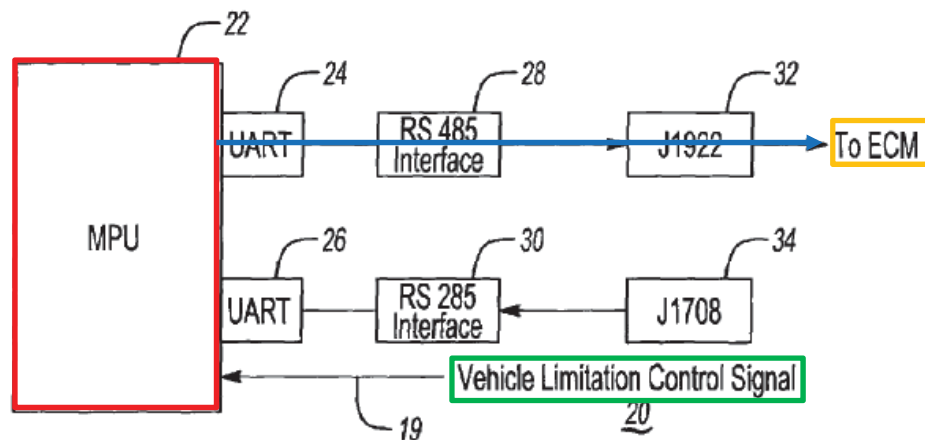 22
24
28
32
UART
RS 485
Interface
J1922
To ECM
MPU
26
30
34
UART
RS 285
Interface
J1708
Vehicle Limitation Control Signal
19
20